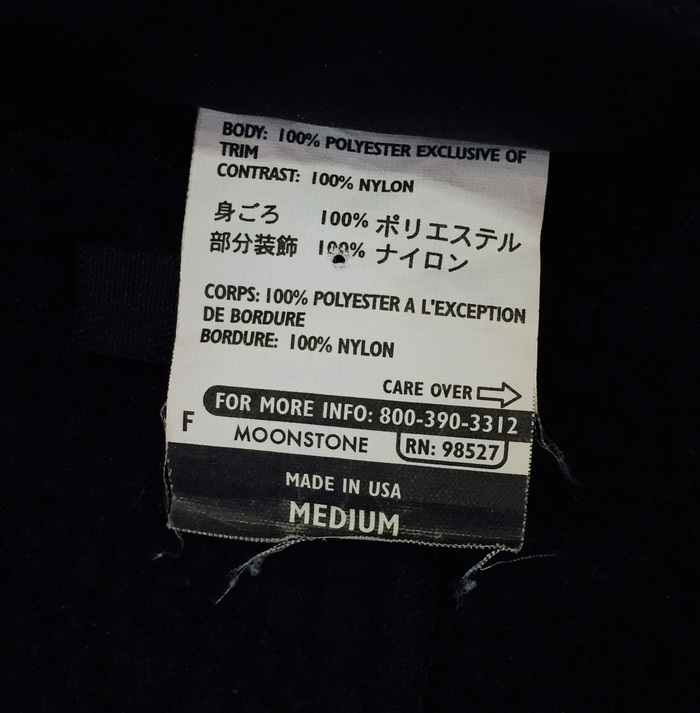 BODY: 100% POLYESTER EXCLUSIVE OF
TRIM
CONTRAST: 100% NYLON
身ごろ 100% ポリエステル
部分装飾 100% ナイロン
CORPS: 100% POLYESTER A L'EXCEPTION
DE BORDURE
BORDURE: 100% NYLON
CARE OVER
FOR MORE INFO: 800-390-3312
F MOONSTONE RN: 98527
MADE IN USA
MEDIUM